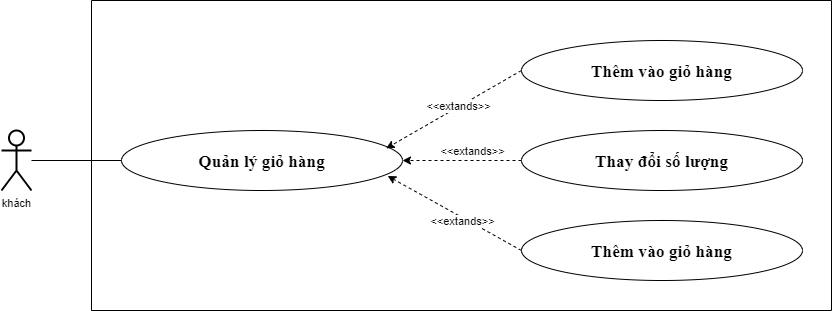 Thêm vào giỏ hàng
<<extands>>
Quản lý giỏ hàng
<<extands>>
Thay đổi số lượng
khách
<<extands>>
Thêm vào giỏ hàng